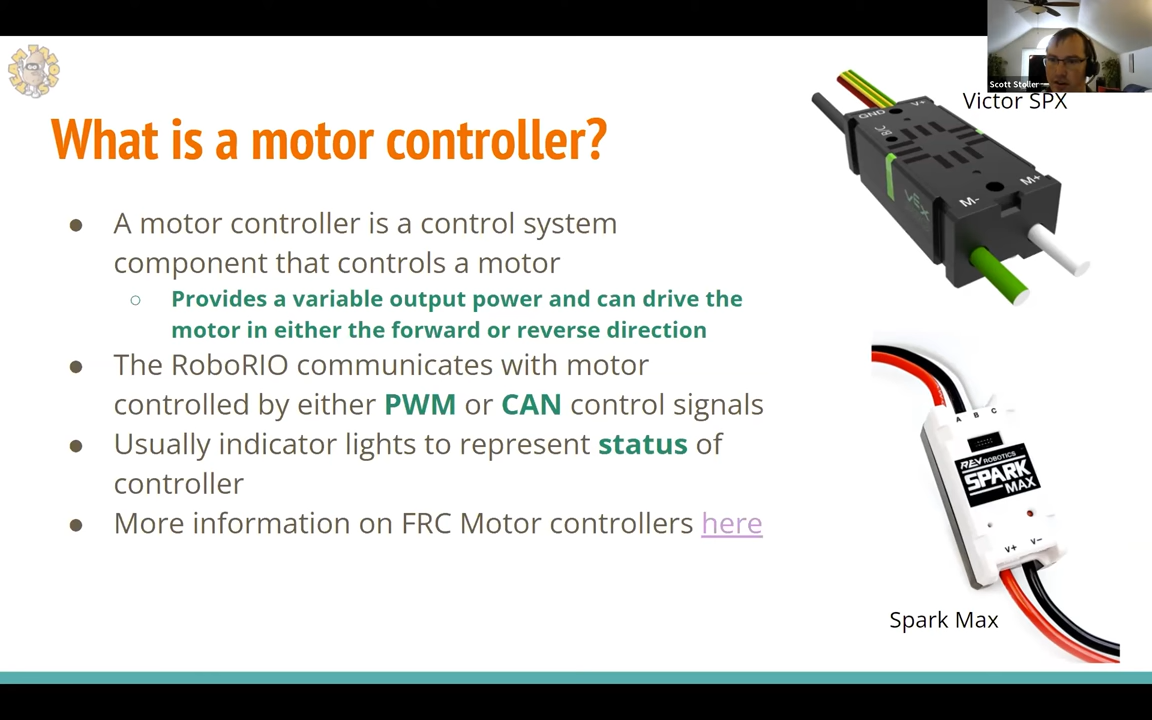 Scott Stoller
Victor SPX
GND
V+
M-
M+
VEX
What is a motor controller?
● A motor controller is a control system
component that controls a motor
○ Provides a variable output power and can drive the
motor in either the forward or reverse direction
● The RoboRIO communicates with motor
controlled by either PWM or CAN control signals
● Usually indicator lights to represent status of
controller
● More information on FRC Motor controllers here
A B C
REV ROBOTICS
SPARK
MAX
V+ V-
Spark Max